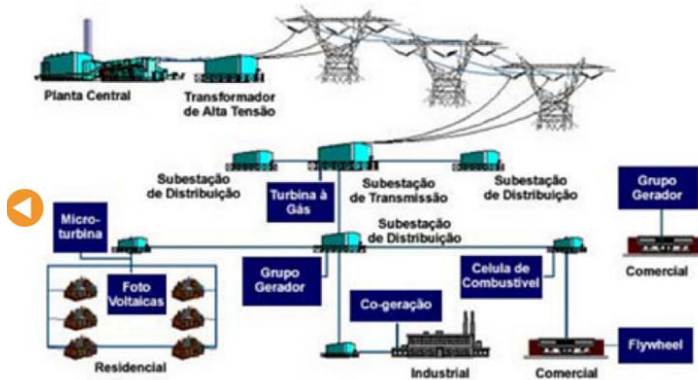 Planta Central
Transformador
de Alta Tensão
Subestação
de Distribuição
Turbina à
Gás
Subestação
de Transmissão
Subestação
de Distribuição
Grupo
Gerador
Comercial
Micro-
turbina
Subestação
de Distribuição
Foto
Voltaicas
Grupo
Gerador
Celula de
Combustível
Co-geração
Residencial
Industrial
Comercial
Flywheel